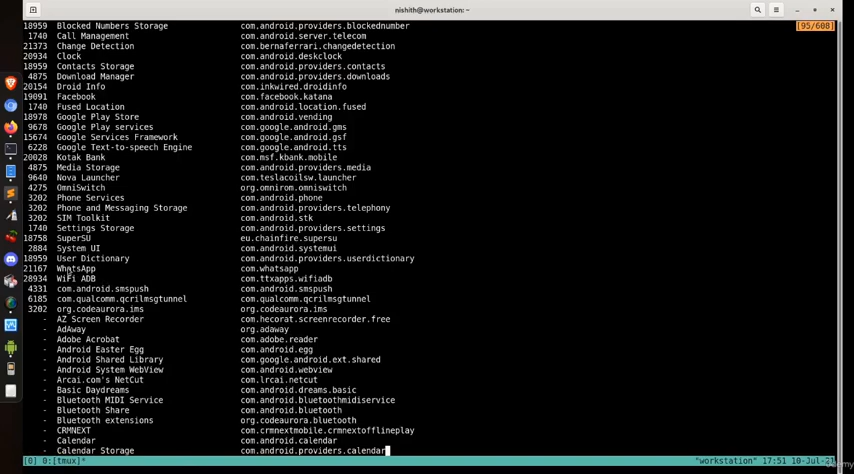 nishith@workstation: ~
18959 Blocked Numbers Storage com.android.providers.blockednumber [95/608]
1740 Call Management com.android.server.telecom
21373 Change Detection com.bernaferrari.changedetection
20934 Clock com.android.deskclock
18959 Contacts Storage com.android.providers.contacts
4875 Download Manager com.android.providers.downloads
20154 Droid Info com.inkwired.droidinfo
19091 Facebook com.facebook.katana
1740 Fused Location com.android.location.fused
18978 Google Play Store com.android.vending
9678 Google Play services com.google.android.gms
15674 Google Services Framework com.google.android.gsf
6228 Google Text-to-speech Engine com.google.android.tts
20028 Kotak Bank com.msf.kbank.mobile
4875 Media Storage com.android.providers.media
9640 Nova Launcher com.teslacoilsw.launcher
4275 OmniSwitch org.omnirom.omniswitch
3202 Phone Services com.android.phone
3202 Phone and Messaging Storage com.android.providers.telephony
3202 SIM Toolkit com.android.stk
1740 Settings Storage com.android.providers.settings
18758 SuperSU eu.chainfire.supersu
2884 System UI com.android.systemui
18959 User Dictionary com.android.providers.userdictionary
21167 WhatsApp com.whatsapp
28934 WiFi ADB com.ttxapps.wifiadb
4331 com.android.smspush com.android.smspush
6185 com.qualcomm.qcrilmsgtunnel com.qualcomm.qcrilmsgtunnel
3202 org.codeaurora.ims org.codeaurora.ims
- AZ Screen Recorder com.hecorat.screenrecorder.free
- AdAway org.adaway
- Adobe Acrobat com.adobe.reader
- Android Easter Egg com.android.egg
- Android Shared Library com.google.android.ext.shared
- Android System WebView com.android.webview
- Arcai.com's NetCut com.lrcai.netcut
- Basic Daydreams com.android.dreams.basic
- Bluetooth MIDI Service com.android.bluetoothmidiservice
- Bluetooth Share com.android.bluetooth
- Bluetooth extensions org.codeaurora.bluetooth
- CRMNEXT com.crmnextmobile.crmnextofflineplay
- Calendar com.android.calendar
- Calendar Storage com.android.providers.calendar
[0] 0:[tmux]* "workstation" 17:51 10-Jul-21